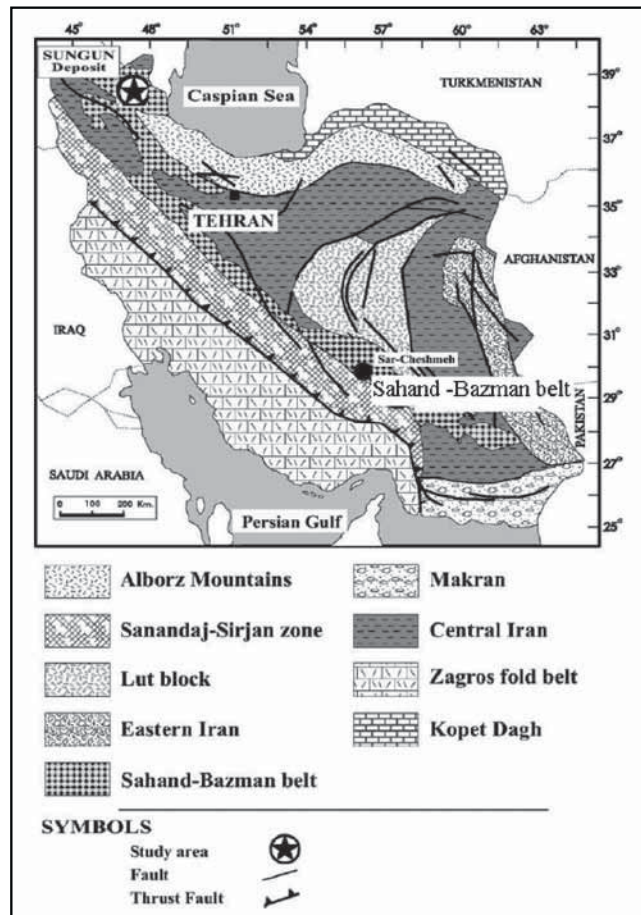 45° 48° 51° 54° 57° 60° 63°
SUNGUN
Deposit
39°
Caspian Sea
TURKMENISTAN
37°
TEHRAN
35°
AFGHANISTAN
33°
IRAQ
31°
Sar-Cheshmeh
Sahand -Bazman belt
29°
PAKISTAN
SAUDI ARABIA
27°
0 100 200 Km.
Persian Gulf
25°
Alborz Mountains
Makran
Sanandaj-Sirjan zone
Central Iran
Lut block
Zagros fold belt
Eastern Iran
Kopet Dagh
Sahand-Bazman belt
SYMBOLS
Study area
Fault
Thrust Fault